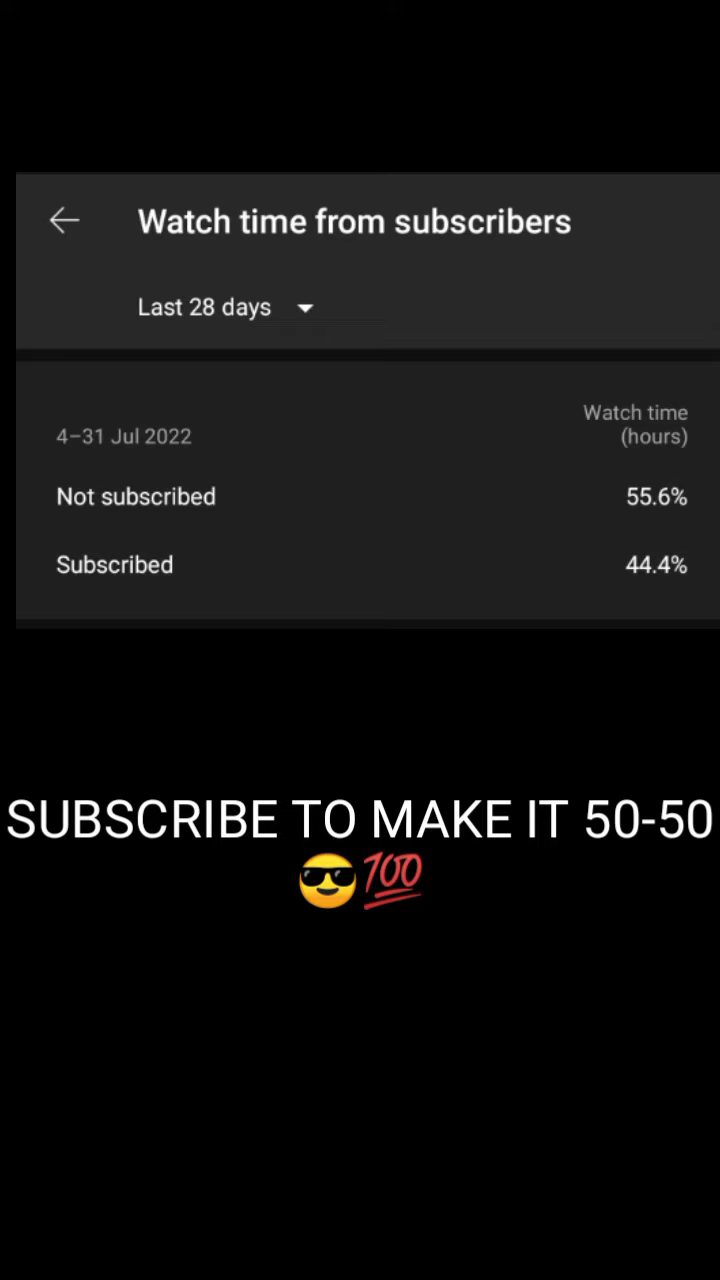 Watch time from subscribers
Last 28 days
Watch time
4–31 Jul 2022 (hours)
Not subscribed 55.6%
Subscribed 44.4%
SUBSCRIBE TO MAKE IT 50-50
😎💯